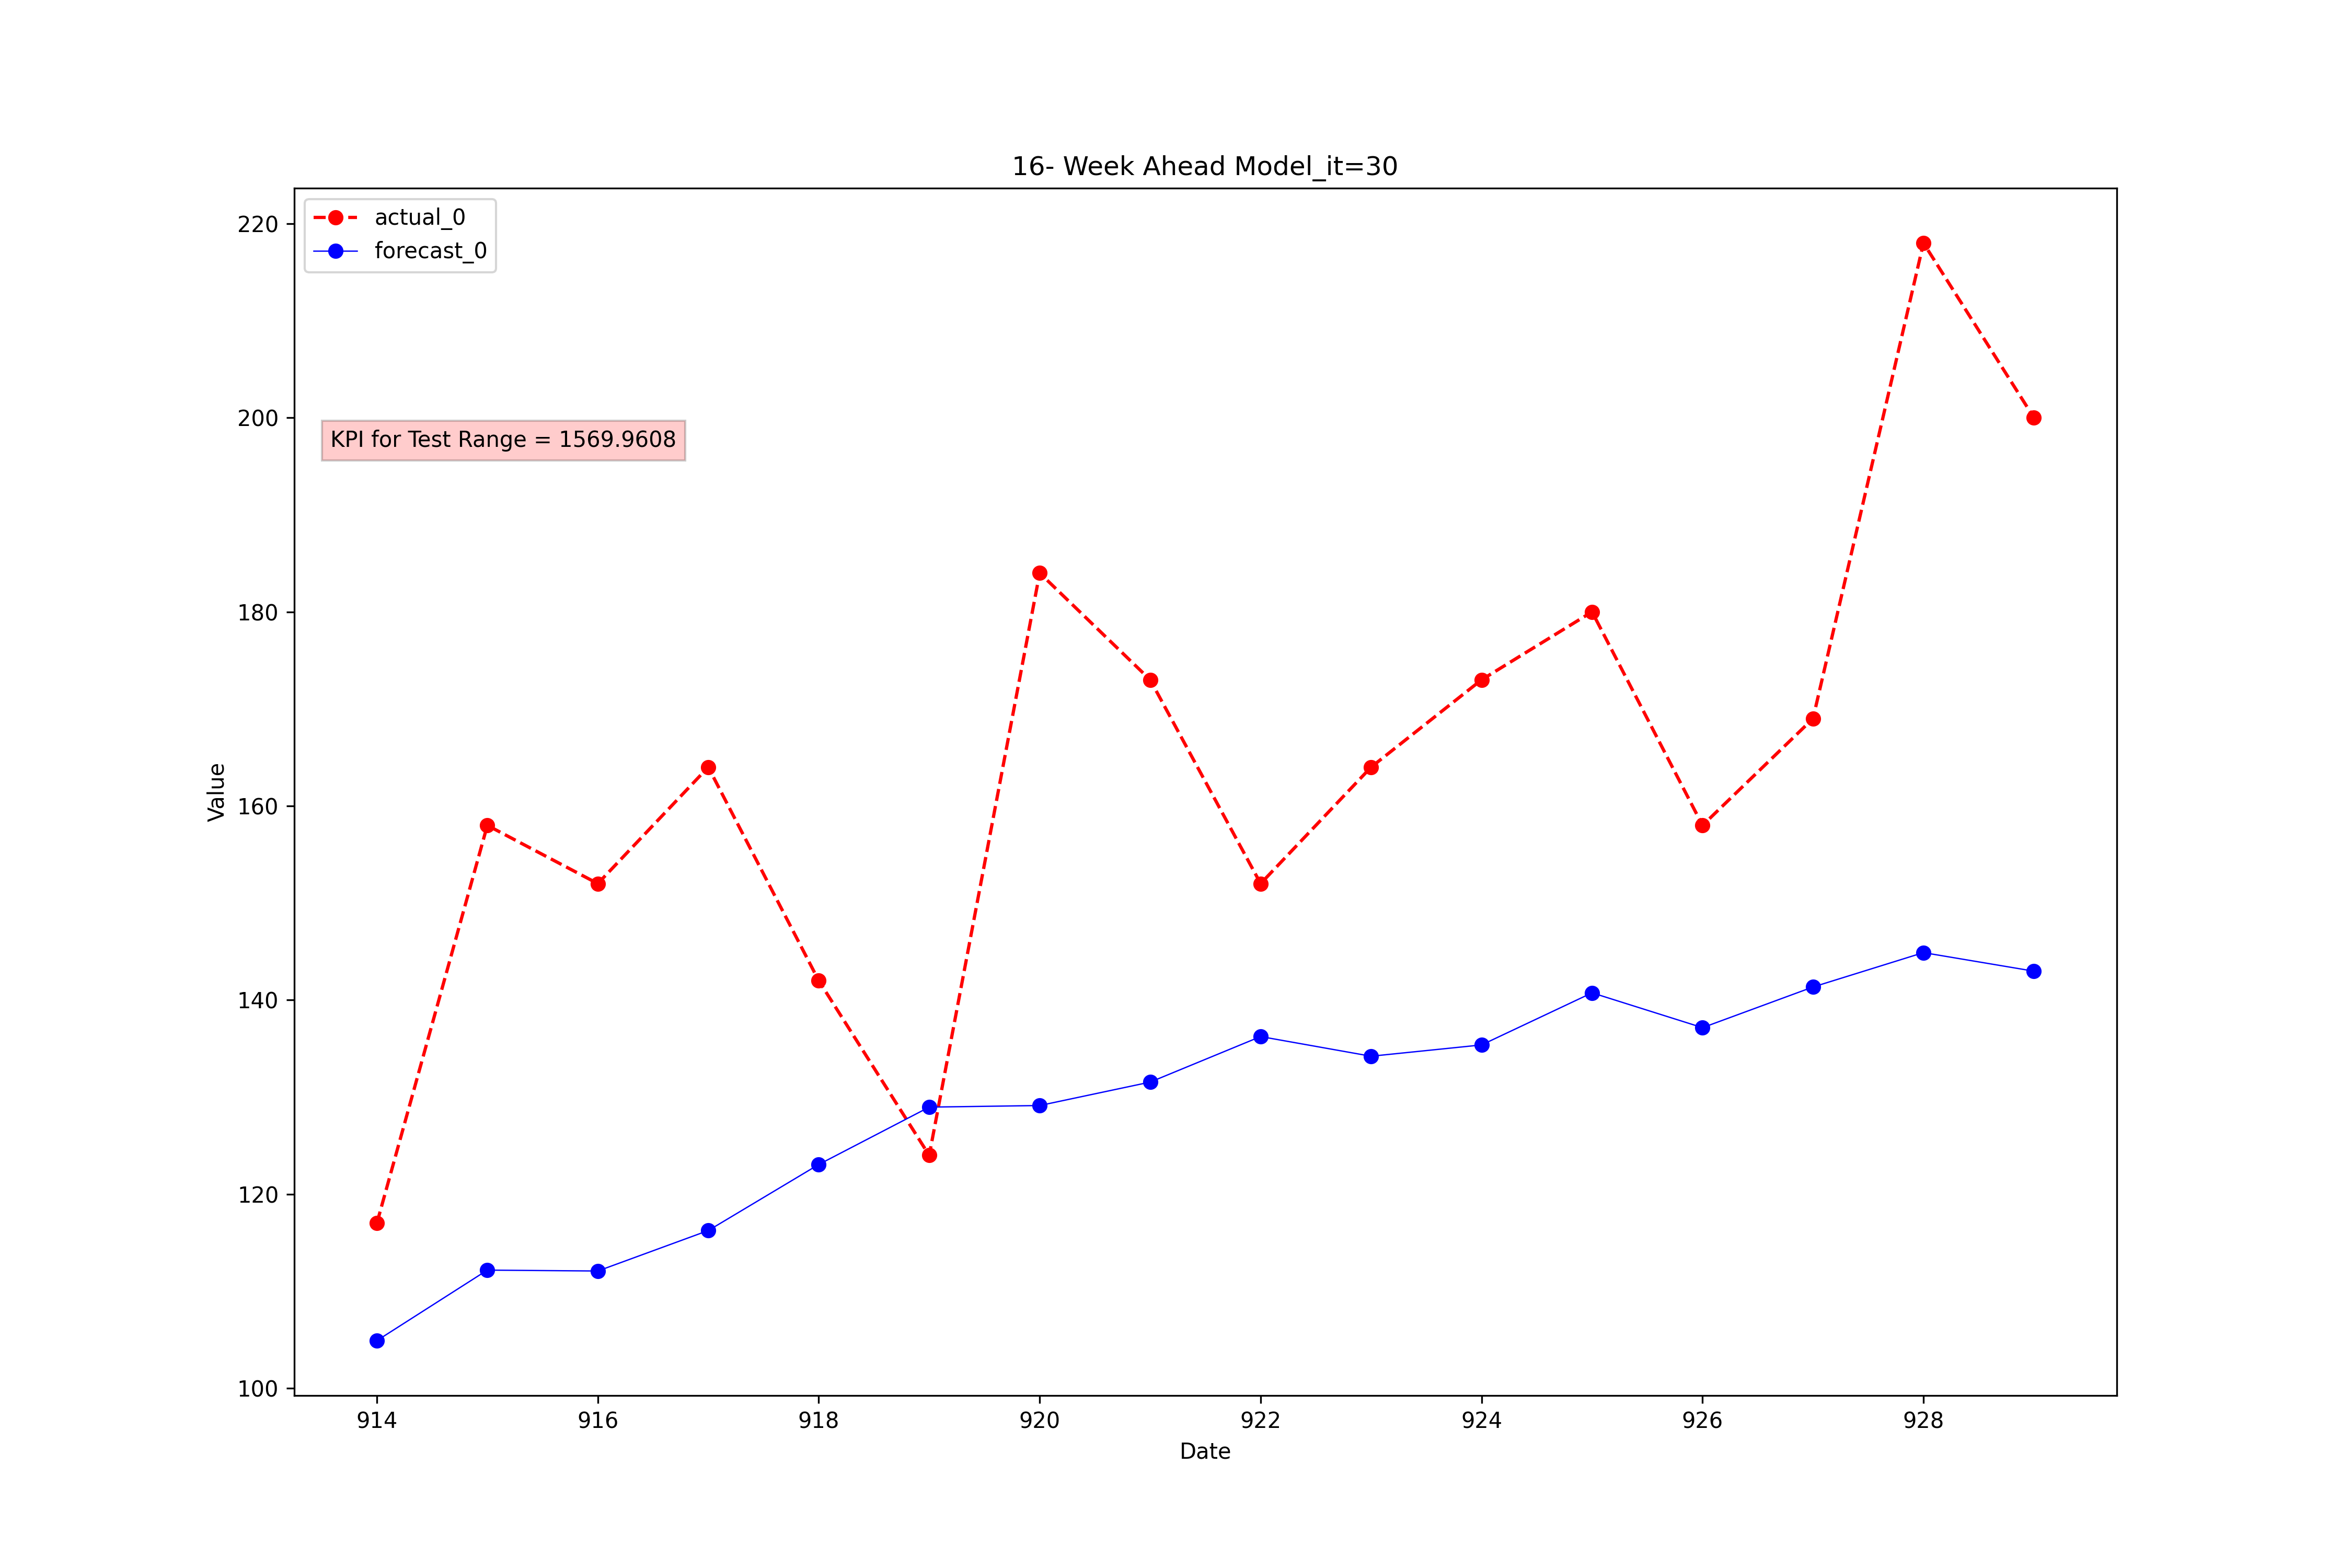 16- Week Ahead Model_it=30
actual_0
forecast_0
KPI for Test Range = 1569.9608
Value
220
200
180
160
140
120
100
914 916 918 920 922 924 926 928
Date